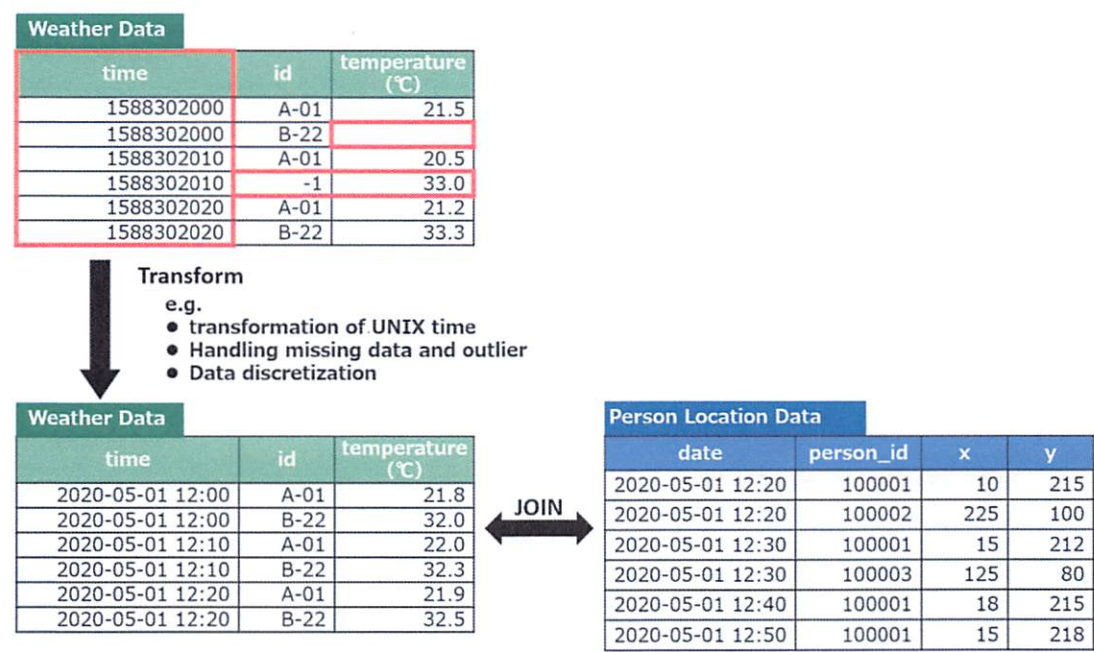 Weather Data
time id temperature (℃)
1588302000 A-01 21.5
1588302000 B-22
1588302010 A-01 20.5
1588302010 -1 33.0
1588302020 A-01 21.2
1588302020 B-22 33.3
Transform
e.g.
● transformation of UNIX time
● Handling missing data and outlier
● Data discretization
Weather Data
time id temperature (℃)
2020-05-01 12:00 A-01 21.8
2020-05-01 12:00 B-22 32.0
2020-05-01 12:10 A-01 22.0
2020-05-01 12:10 B-22 32.3
2020-05-01 12:20 A-01 21.9
2020-05-01 12:20 B-22 32.5
JOIN
Person Location Data
date person_id x y
2020-05-01 12:20 100001 10 215
2020-05-01 12:20 100002 225 100
2020-05-01 12:30 100001 15 212
2020-05-01 12:30 100003 125 80
2020-05-01 12:40 100001 18 215
2020-05-01 12:50 100001 15 218